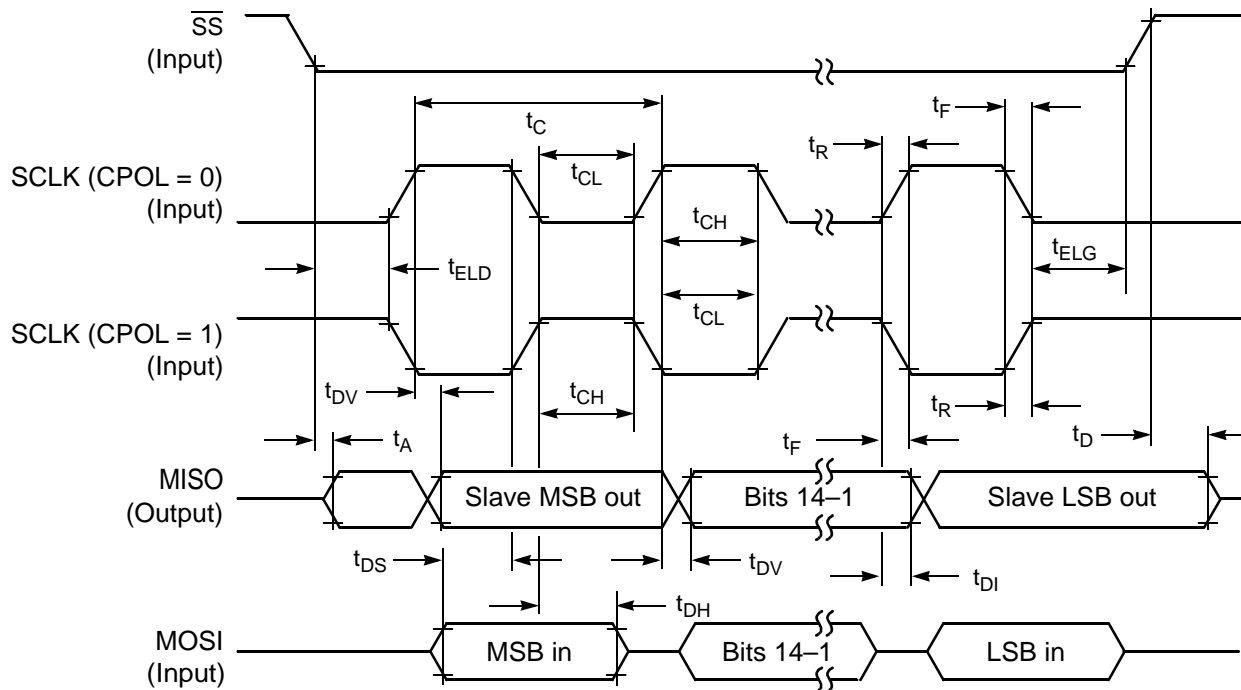 SS
(Input)
t_C
t_F
t_R
SCLK (CPOL = 0)
(Input)
t_CL
t_CH
t_ELD
t_ELG
t_CL
SCLK (CPOL = 1)
(Input)
t_DV
t_CH
t_R
t_A
t_F
t_D
MISO
(Output)
Slave MSB out
Bits 14–1
Slave LSB out
t_DS
t_DV
t_DI
t_DH
MOSI
(Input)
MSB in
Bits 14–1
LSB in